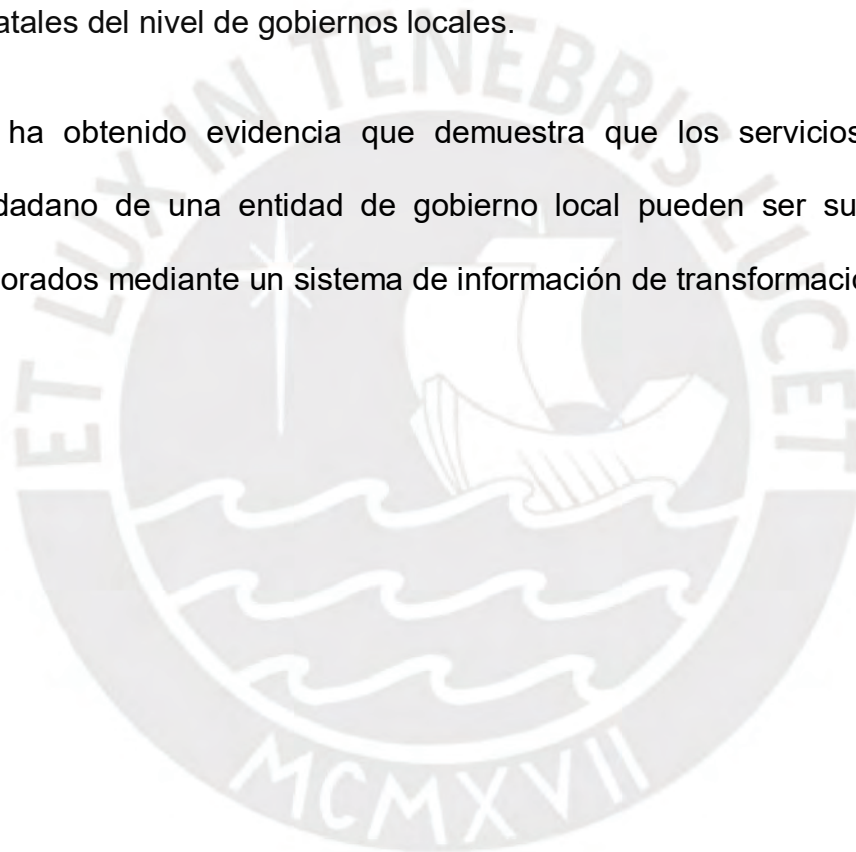 atales del nivel de gobiernos locales.
ha obtenido evidencia que demuestra que los servicios
dadano de una entidad de gobierno local pueden ser su
orados mediante un sistema de información de transformació
ET LUX IN TENEBRIS LUCET
MCMXVII